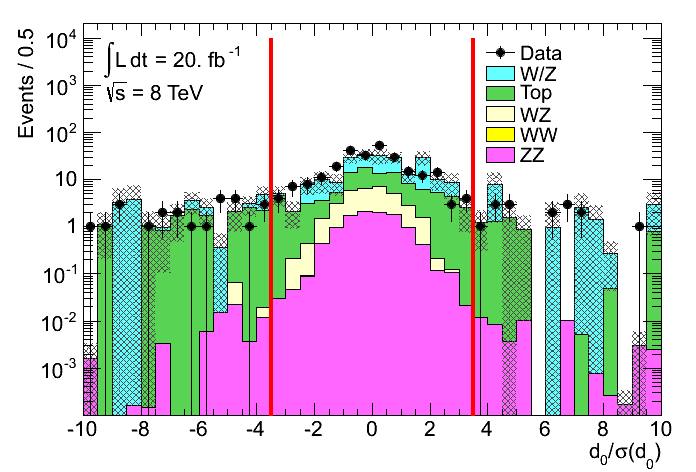 Events / 0.5
10⁴
10³
10²
10
1
10⁻¹
10⁻²
10⁻³
∫L dt = 20. fb⁻¹
√s = 8 TeV
Data
W/Z
Top
WZ
WW
ZZ
-10 -8 -6 -4 -2 0 2 4 6 8 10
d₀/σ(d₀)